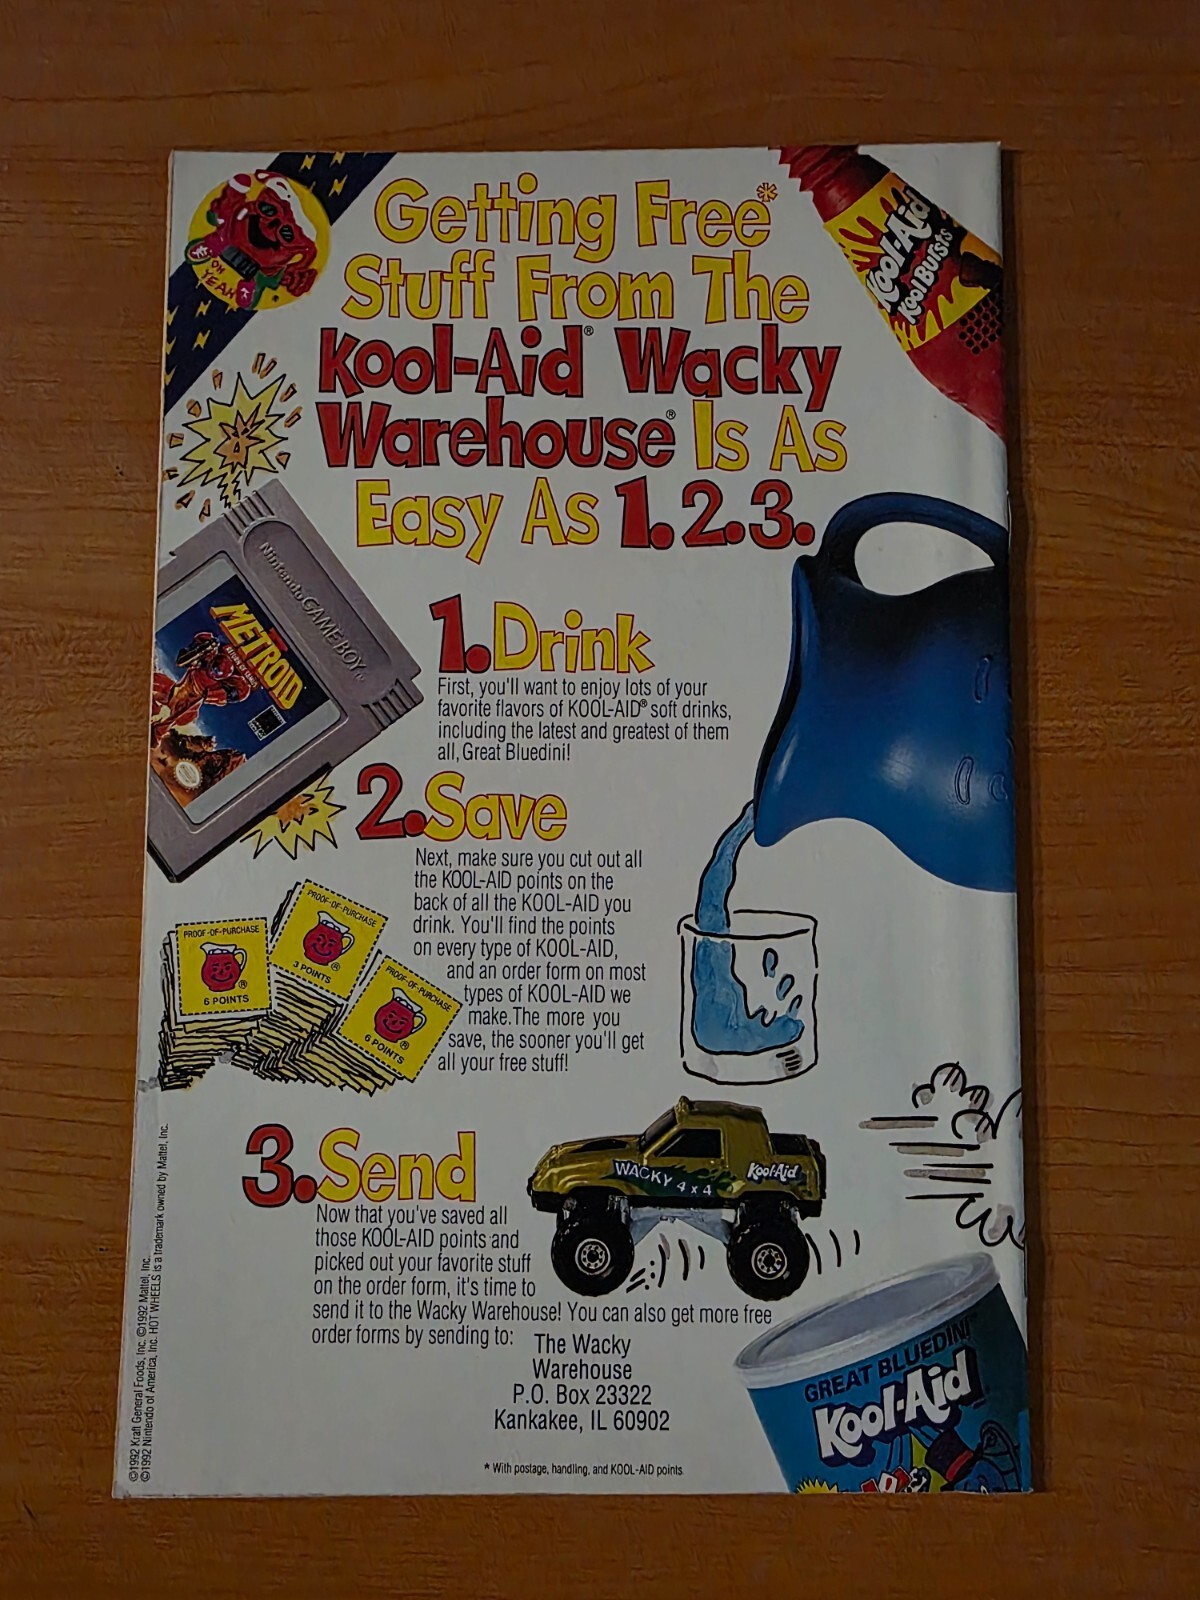 Getting Free*
Stuff From The
Kool-Aid® Wacky
Warehouse® Is As
Easy As 1.2.3.
OH
YEAH
Kool-Aid
Kool Bursts
4
Nintendo GAME BOY
METROID
RETURN OF SAMUS
1.Drink
First, you'll want to enjoy lots of your
favorite flavors of KOOL-AID® soft drinks,
including the latest and greatest of them
all, Great Bluedini!
2.Save
Next, make sure you cut out all
the KOOL-AID points on the
back of all the KOOL-AID you
drink. You'll find the points
on every type of KOOL-AID,
and an order form on most
types of KOOL-AID we
make.The more you
save, the sooner you'll get
all your free stuff!
PROOF-OF-PURCHASE
®
6 POINTS
PROOF-OF-PURCHASE
®
3 POINTS
PROOF-OF-PURCHASE
®
6 POINTS
3.Send
Now that you've saved all
those KOOL-AID points and
picked out your favorite stuff
on the order form, it's time to
send it to the Wacky Warehouse! You can also get more free
order forms by sending to:
The Wacky
Warehouse
P.O. Box 23322
Kankakee, IL 60902
WACKY 4 x 4
Kool-Aid
GREAT BLUEDINI
Kool-Aid
* With postage, handling, and KOOL-AID points
©1992 Kraft General Foods, Inc. ©1992 Mattel, Inc.
©1992 Nintendo of America, Inc. HOT WHEELS is a trademark owned by Mattel, Inc.